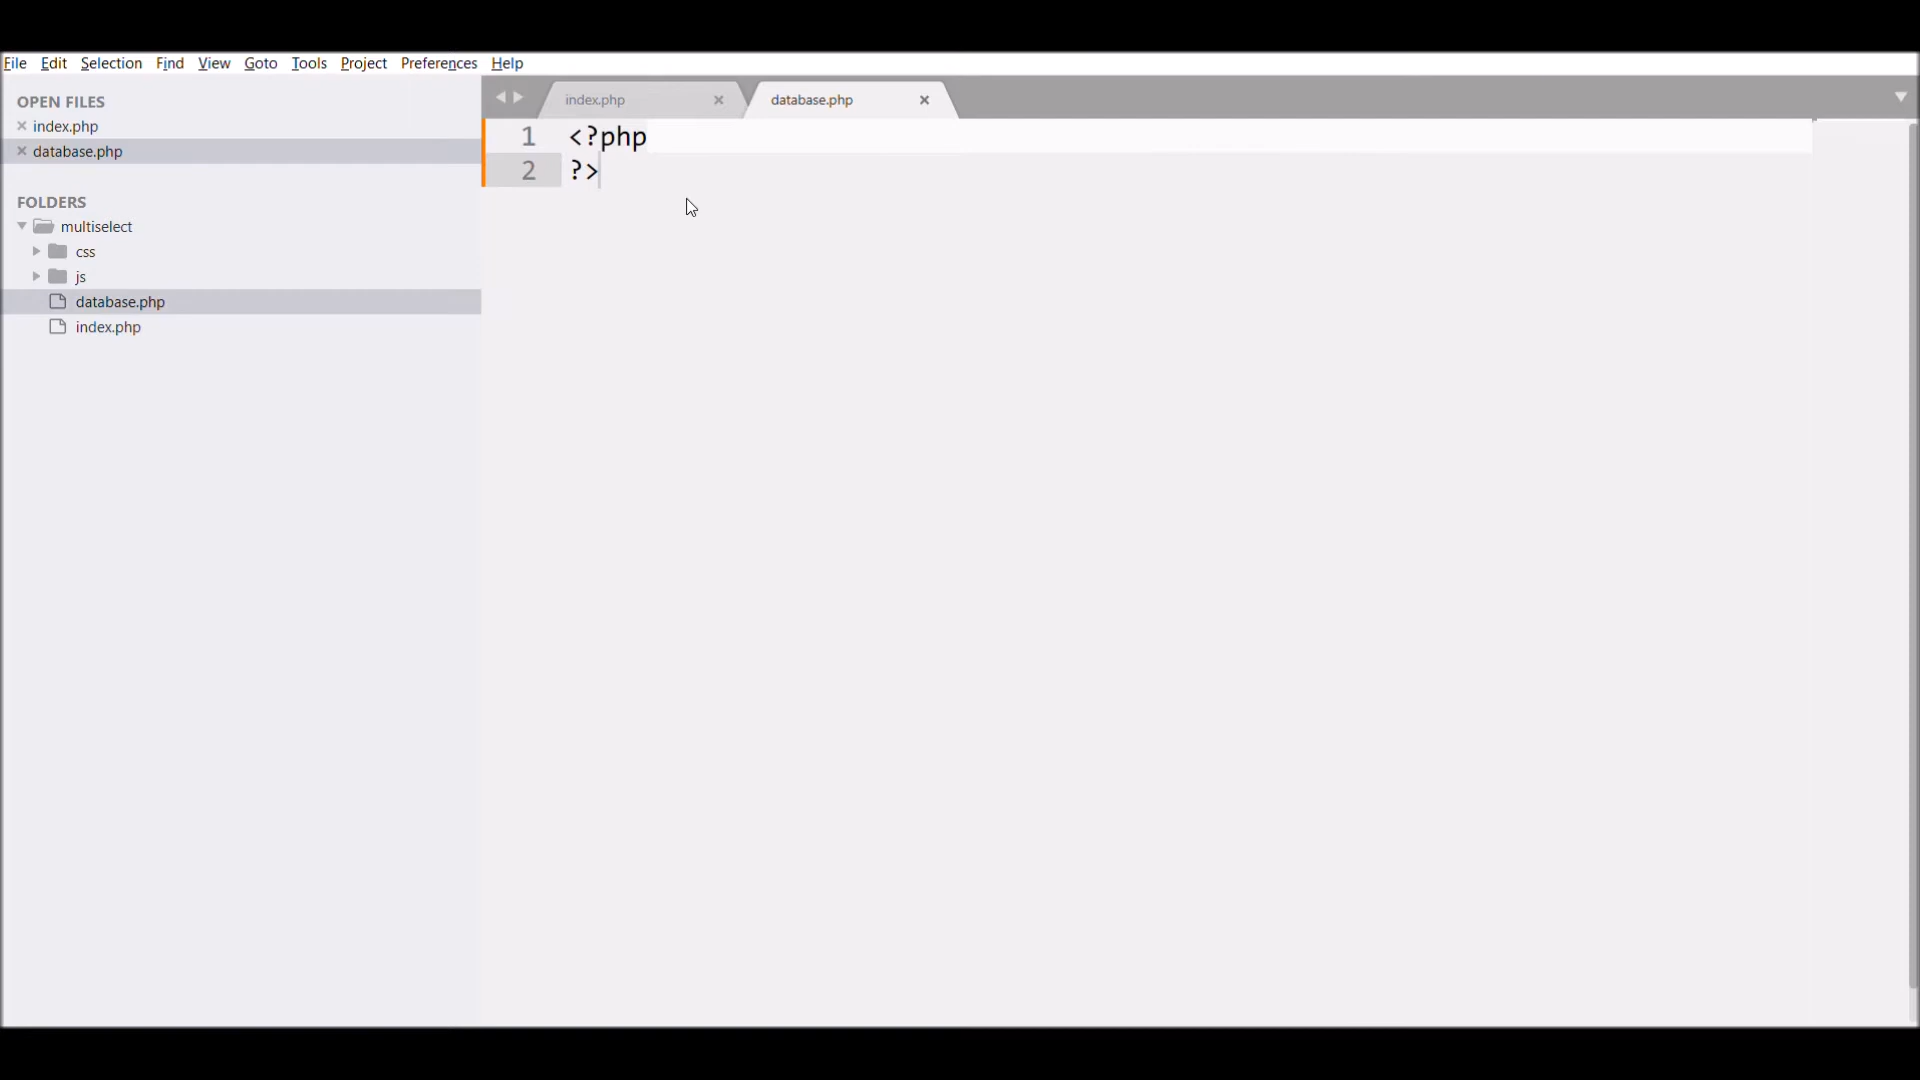 File Edit Selection Find View Goto Tools Project Preferences Help
OPEN FILES
index.php
database.php
FOLDERS
multiselect
css
js
database.php
index.php
index.php database.php
1 <?php
2 ?>